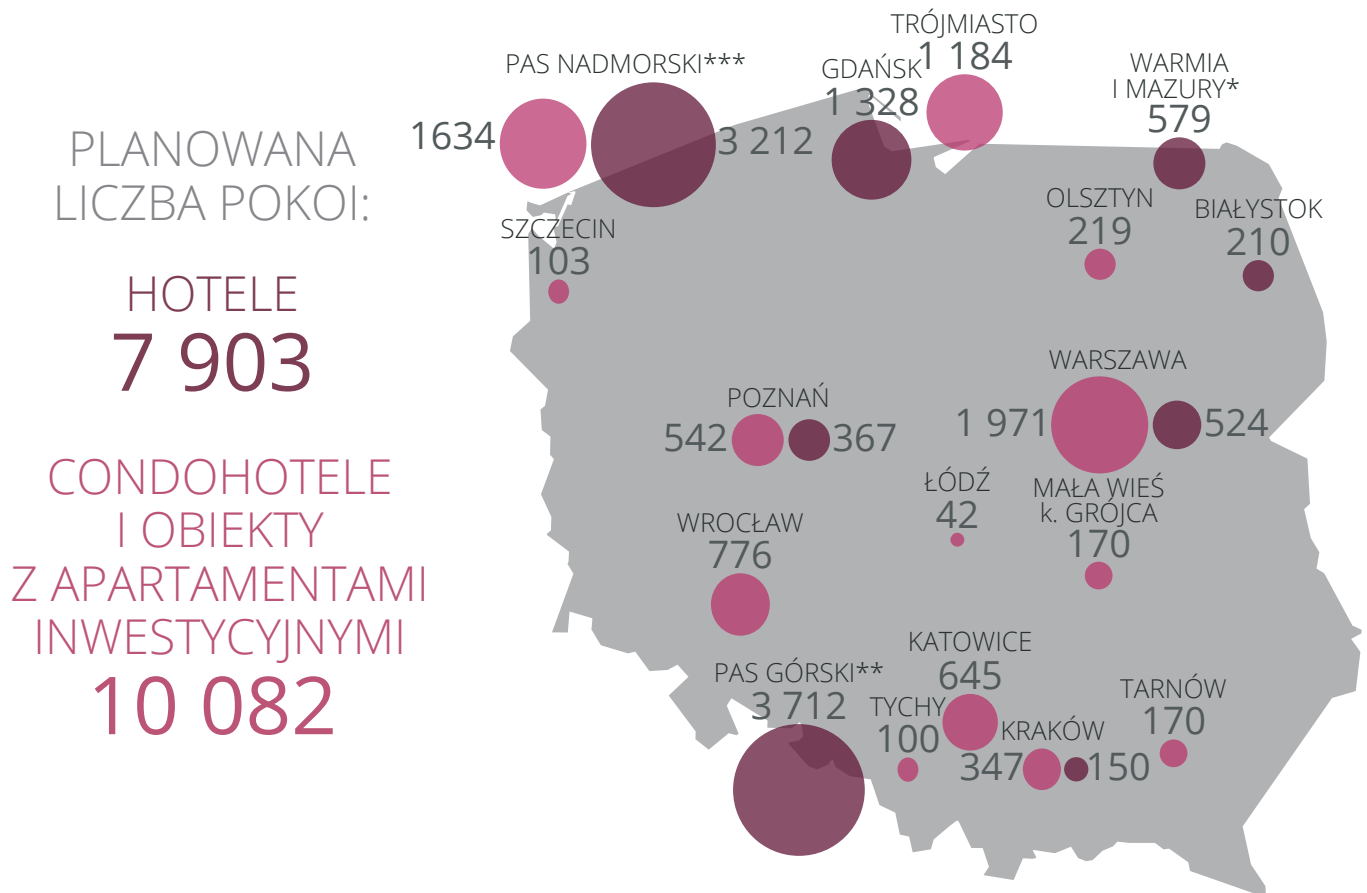 PLANOWANA
LICZBA POKOI:
HOTELE
7 903
CONDOHOTELE
I OBIEKTY
Z APARTAMENTAMI
INWESTYCYJNYMI
10 082
PAS NADMORSKI***
1634
3 212
GDAŃSK
1 328
TRÓJMIASTO
1 184
WARMIA
I MAZURY*
579
SZCZECIN
103
OLSZTYN
219
BIAŁYSTOK
210
POZNAŃ
542
367
WARSZAWA
1 971
524
ŁÓDŹ
42
MAŁA WIEŚ
k. GRÓJCA
170
WROCŁAW
776
PAS GÓRSKI**
3 712
TYCHY
100
KATOWICE
645
KRAKÓW
347
150
TARNÓW
170